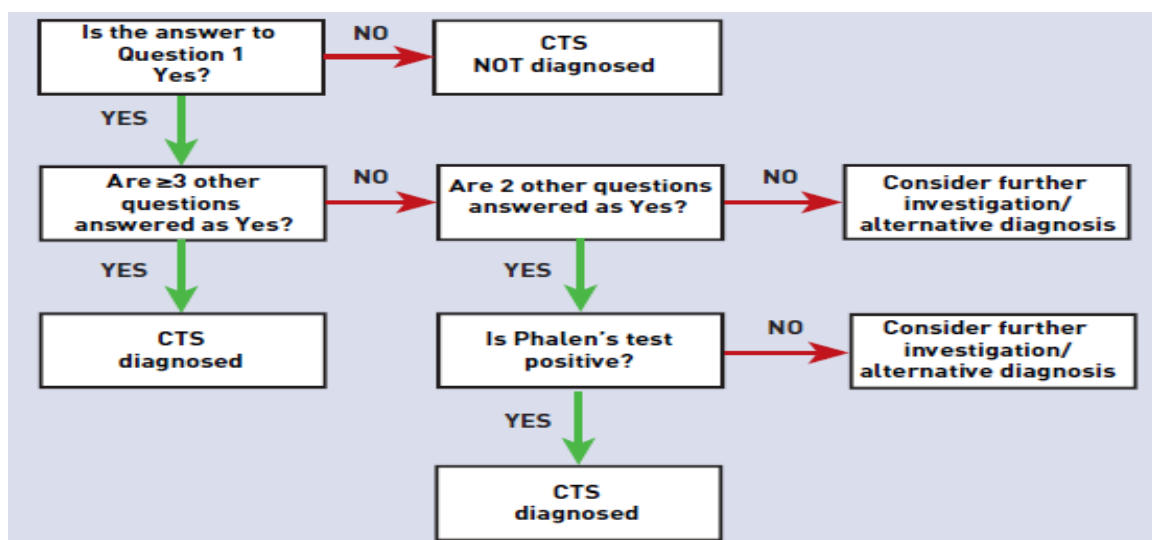 Is the answer to
Question 1
Yes?
NO
CTS
NOT diagnosed
YES
Are ≥3 other
questions
answered as Yes?
NO
Are 2 other questions
answered as Yes?
NO
Consider further
investigation/
alternative diagnosis
YES
YES
CTS
diagnosed
Is Phalen's test
positive?
NO
Consider further
investigation/
alternative diagnosis
YES
CTS
diagnosed